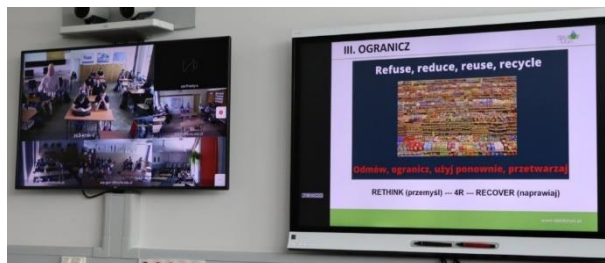 III. OGRANICZ
Refuse, reduce, reuse, recycle
Odmów, ogranicz, użyj ponownie, przetwarzaj
RETHINK (przemyśl) --- 4R --- RECOVER (naprawiaj)